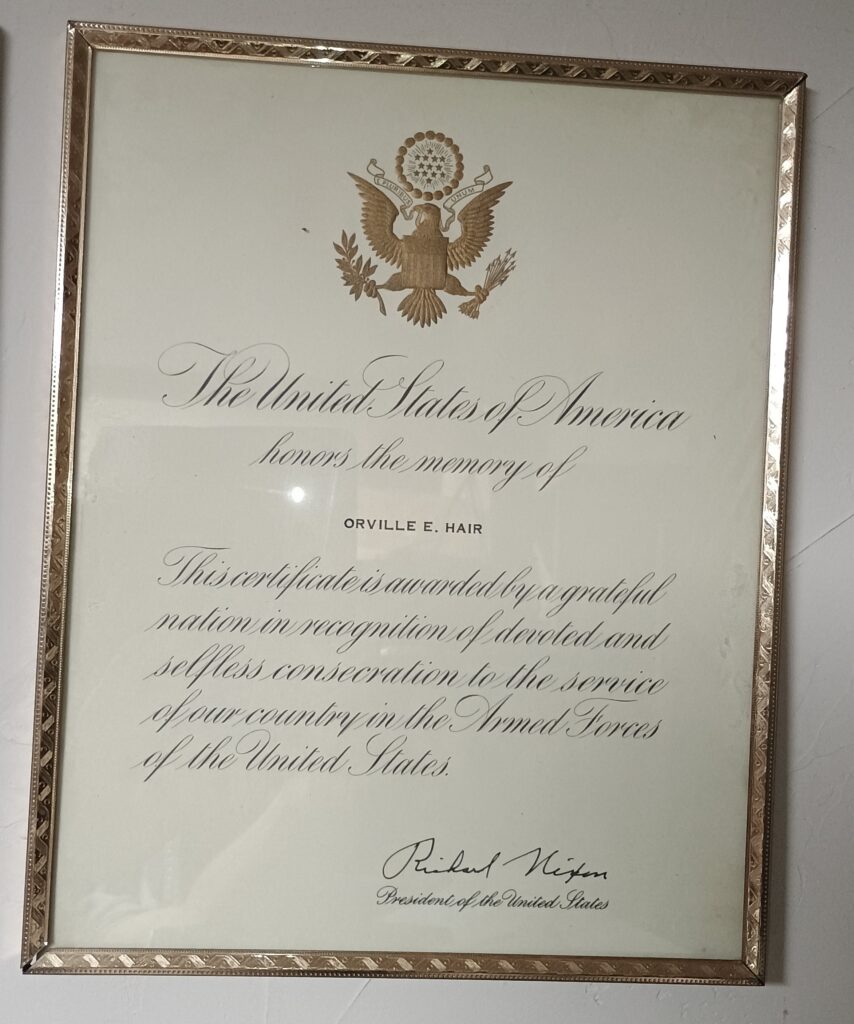 E PLURIBUS UNUM
The United States of America
honors the memory of
ORVILLE E. HAIR
This certificate is awarded by a grateful
nation in recognition of devoted and
selfless consecration to the service
of our country in the Armed Forces
of the United States.
Richard Nixon
President of the United States